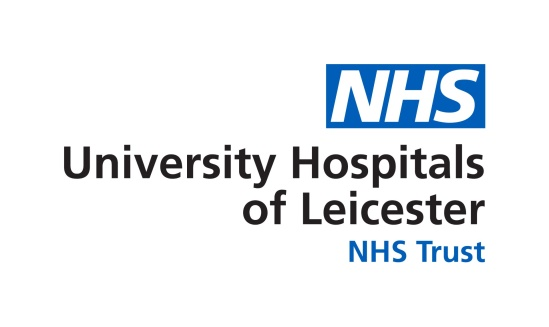 NHS
University Hospitals
of Leicester
NHS Trust